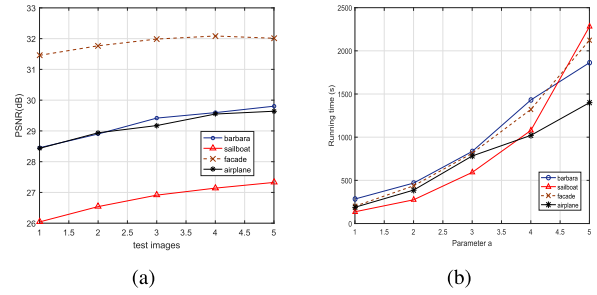 33
32
31
30
29
28
27
26
PSNR(dB)
barbara
sailboat
facade
airplane
1 1.5 2 2.5 3 3.5 4 4.5 5
test images
(a)
2500
2000
1500
1000
500
0
Running time (s)
barbara
sailboat
facade
airplane
1 1.5 2 2.5 3 3.5 4 4.5 5
Parameter a
(b)